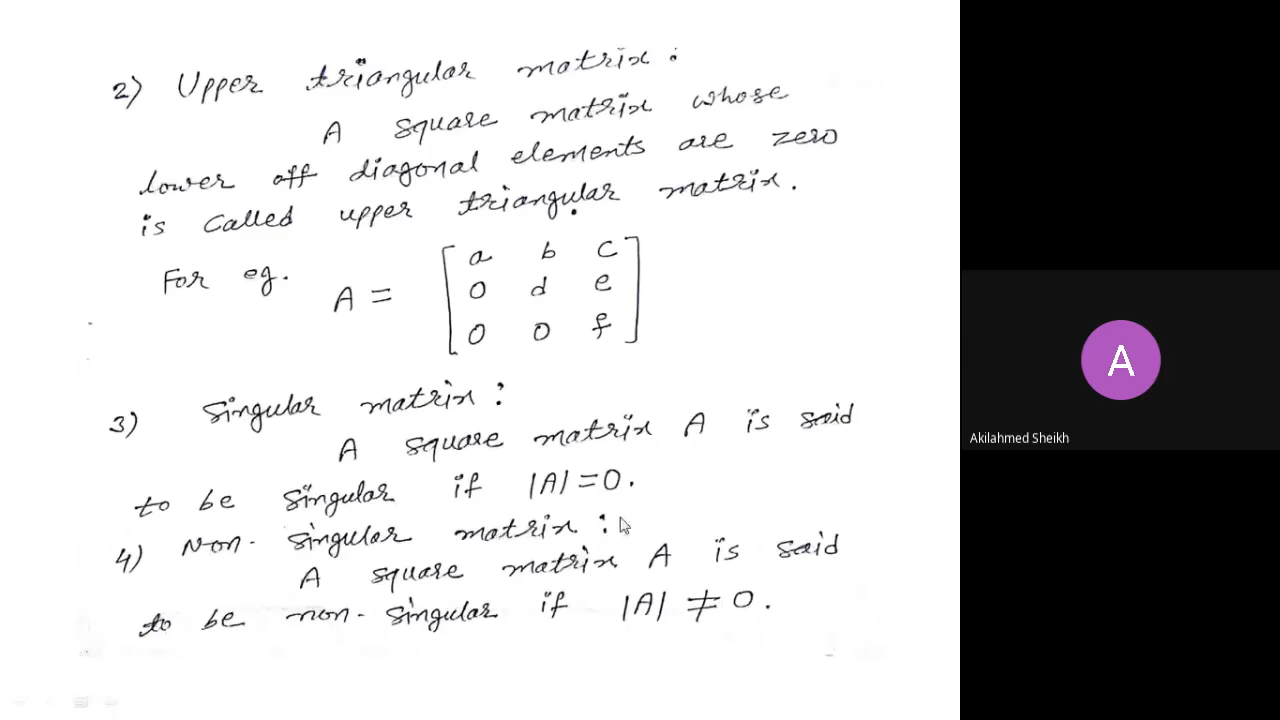 2) Upper triangular matrix :
A square matrix whose
lower off diagonal elements are zero
is called upper triangular matrix.
For eg.
A = [ a b c
0 d e
0 0 f ]
3) Singular matrix :
A square matrix A is said
to be singular if |A| = 0.
4) Non-singular matrix :
A square matrix A is said
to be non-singular if |A| ≠ 0.
A
Akilahmed Sheikh